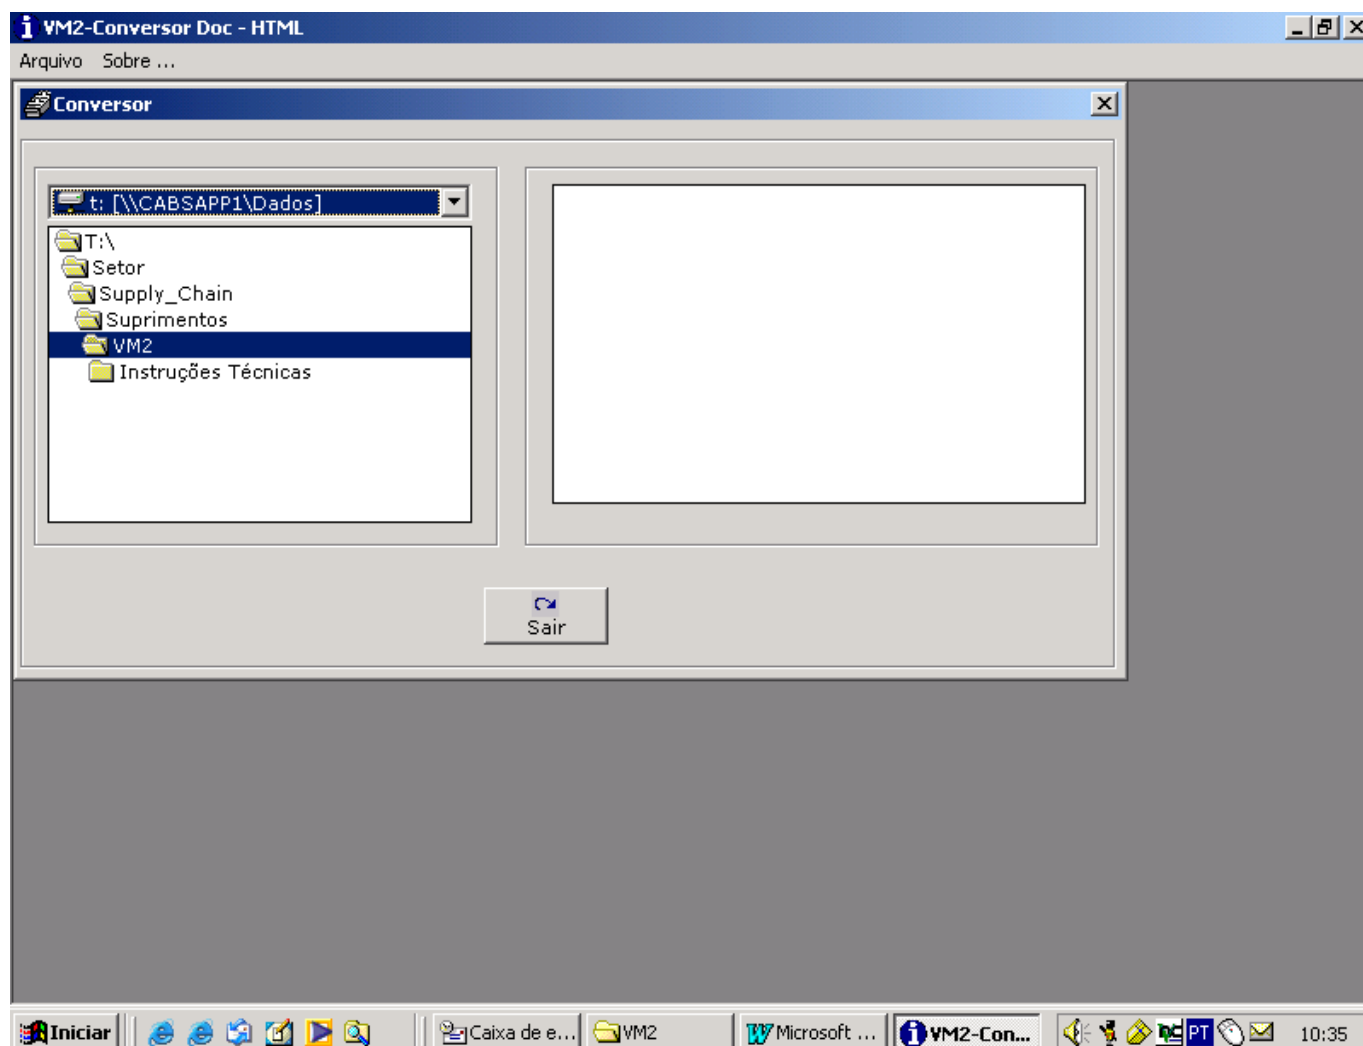 VM2-Conversor Doc - HTML
Arquivo Sobre ...
Conversor
t: [\\CABSAPP1\Dados]
T:\
Setor
Supply_Chain
Suprimentos
VM2
Instruções Técnicas
Sair
Iniciar Caixa de e... VM2 Microsoft ... VM2-Con... PT 10:35